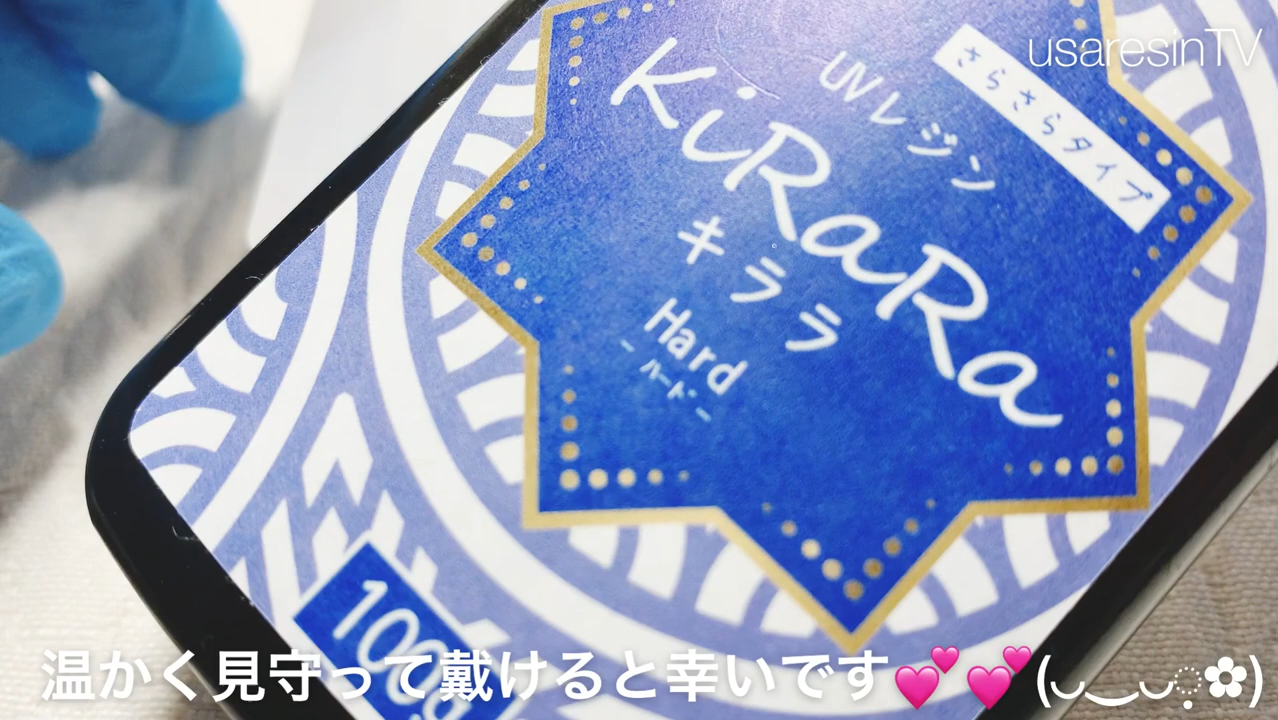 usaresinTV
さらさらタイプ
UVレジン
KiRaRa
キララ
Hard
-ハード-
100g
温かく見守って戴けると幸いです💕💕(◡‿◡ฺ✿)